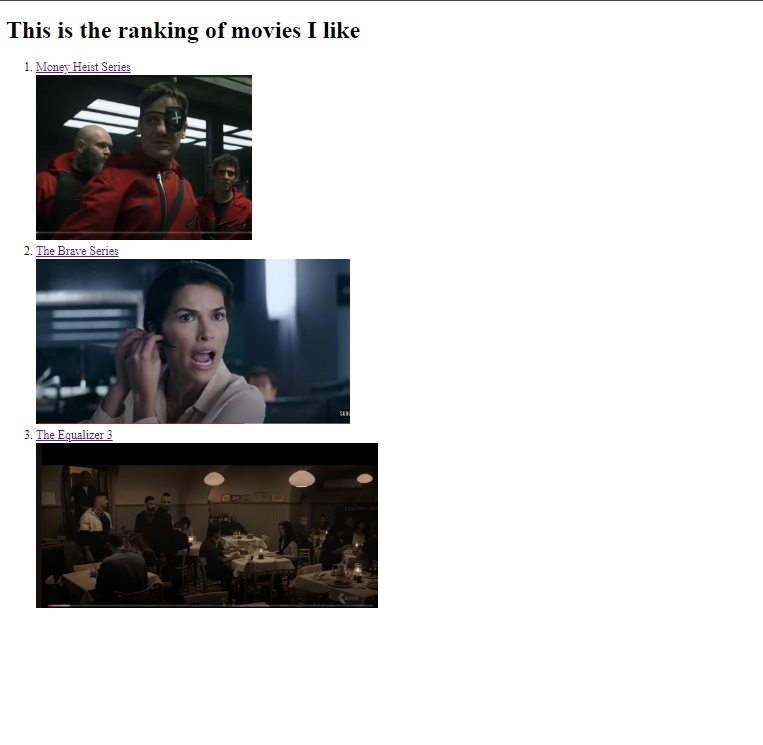 This is the ranking of movies I like
1. Money Heist Series
2. The Brave Series
3. The Equalizer 3